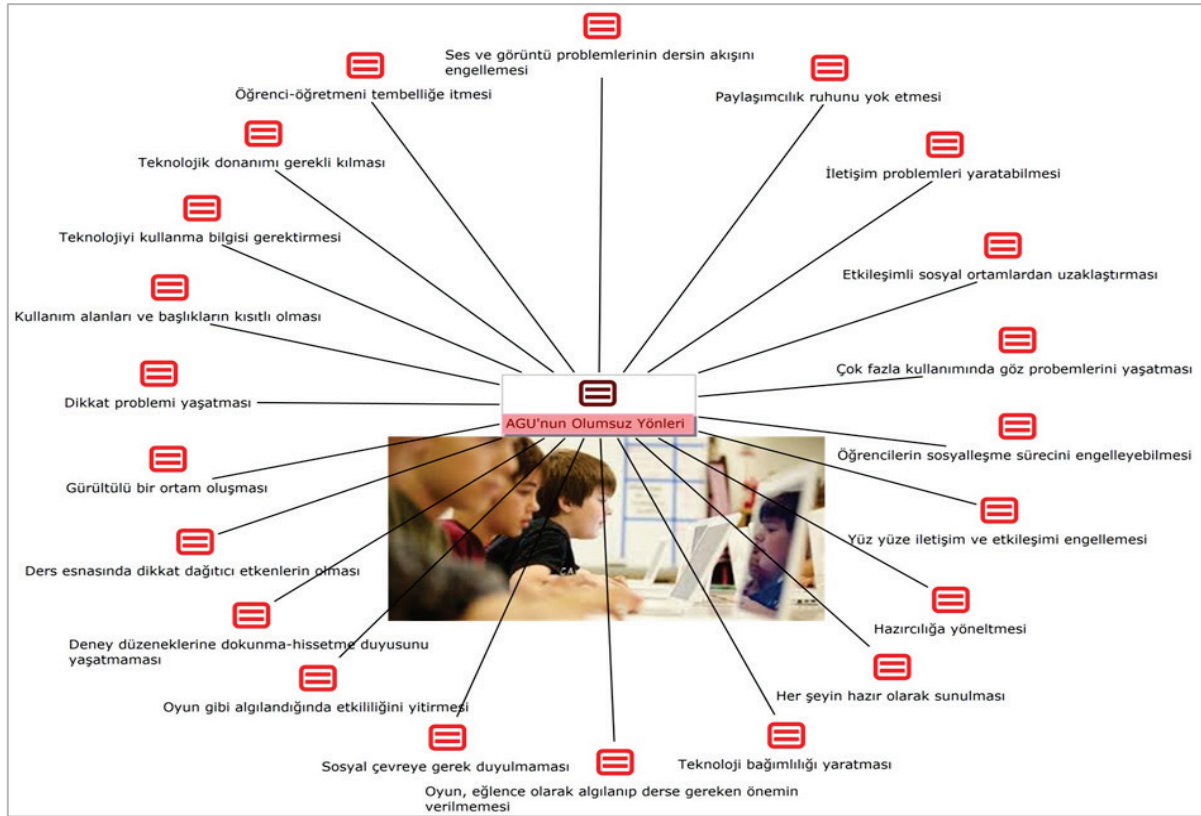 Ses ve görüntü problemlerinin dersin akışını
engellemesi
Öğrenci-öğretmeni tembelliğe itmesi
Paylaşımcılık ruhunu yok etmesi
Teknolojik donanımı gerekli kılması
İletişim problemleri yaratabilmesi
Teknolojiyi kullanma bilgisi gerektirmesi
Etkileşimli sosyal ortamlardan uzaklaştırması
Kullanım alanları ve başlıkların kısıtlı olması
Çok fazla kullanımında göz probemlerini yaşatması
Dikkat problemi yaşatması
AGU'nun Olumsuz Yönleri
Öğrencilerin sosyalleşme sürecini engelleyebilmesi
Gürültülü bir ortam oluşması
Yüz yüze iletişim ve etkileşimi engellemesi
Ders esnasında dikkat dağıtıcı etkenlerin olması
Hazırcılığa yöneltmesi
Deney düzeneklerine dokunma-hissetme duyusunu
yaşatmaması
Her şeyin hazır olarak sunulması
Oyun gibi algılandığında etkililiğini yitirmesi
Teknoloji bağımlılığı yaratması
Sosyal çevreye gerek duyulmaması
Oyun, eğlence olarak algılanıp derse gereken önemin
verilmemesi